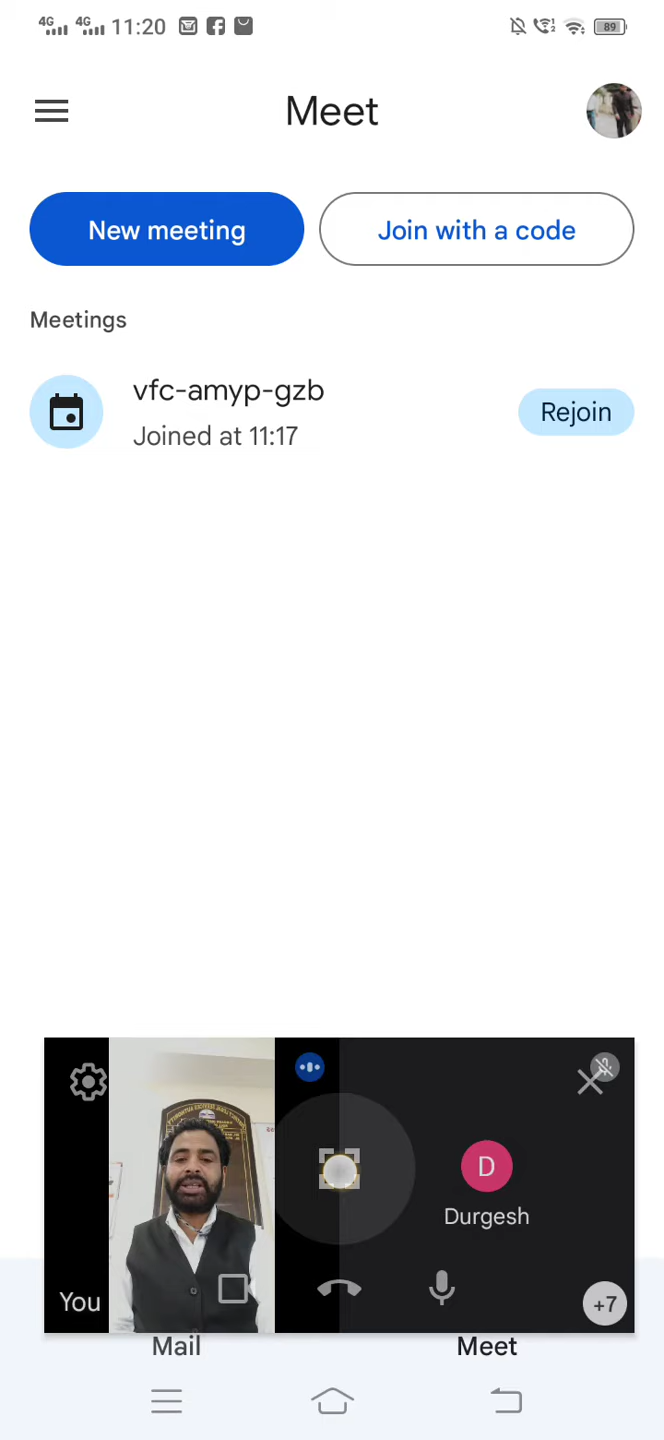 4G 4G 11:20 89
Meet
New meeting
Join with a code
Meetings
vfc-amyp-gzb
Joined at 11:17
Rejoin
D
Durgesh
You
+7
Mail
Meet